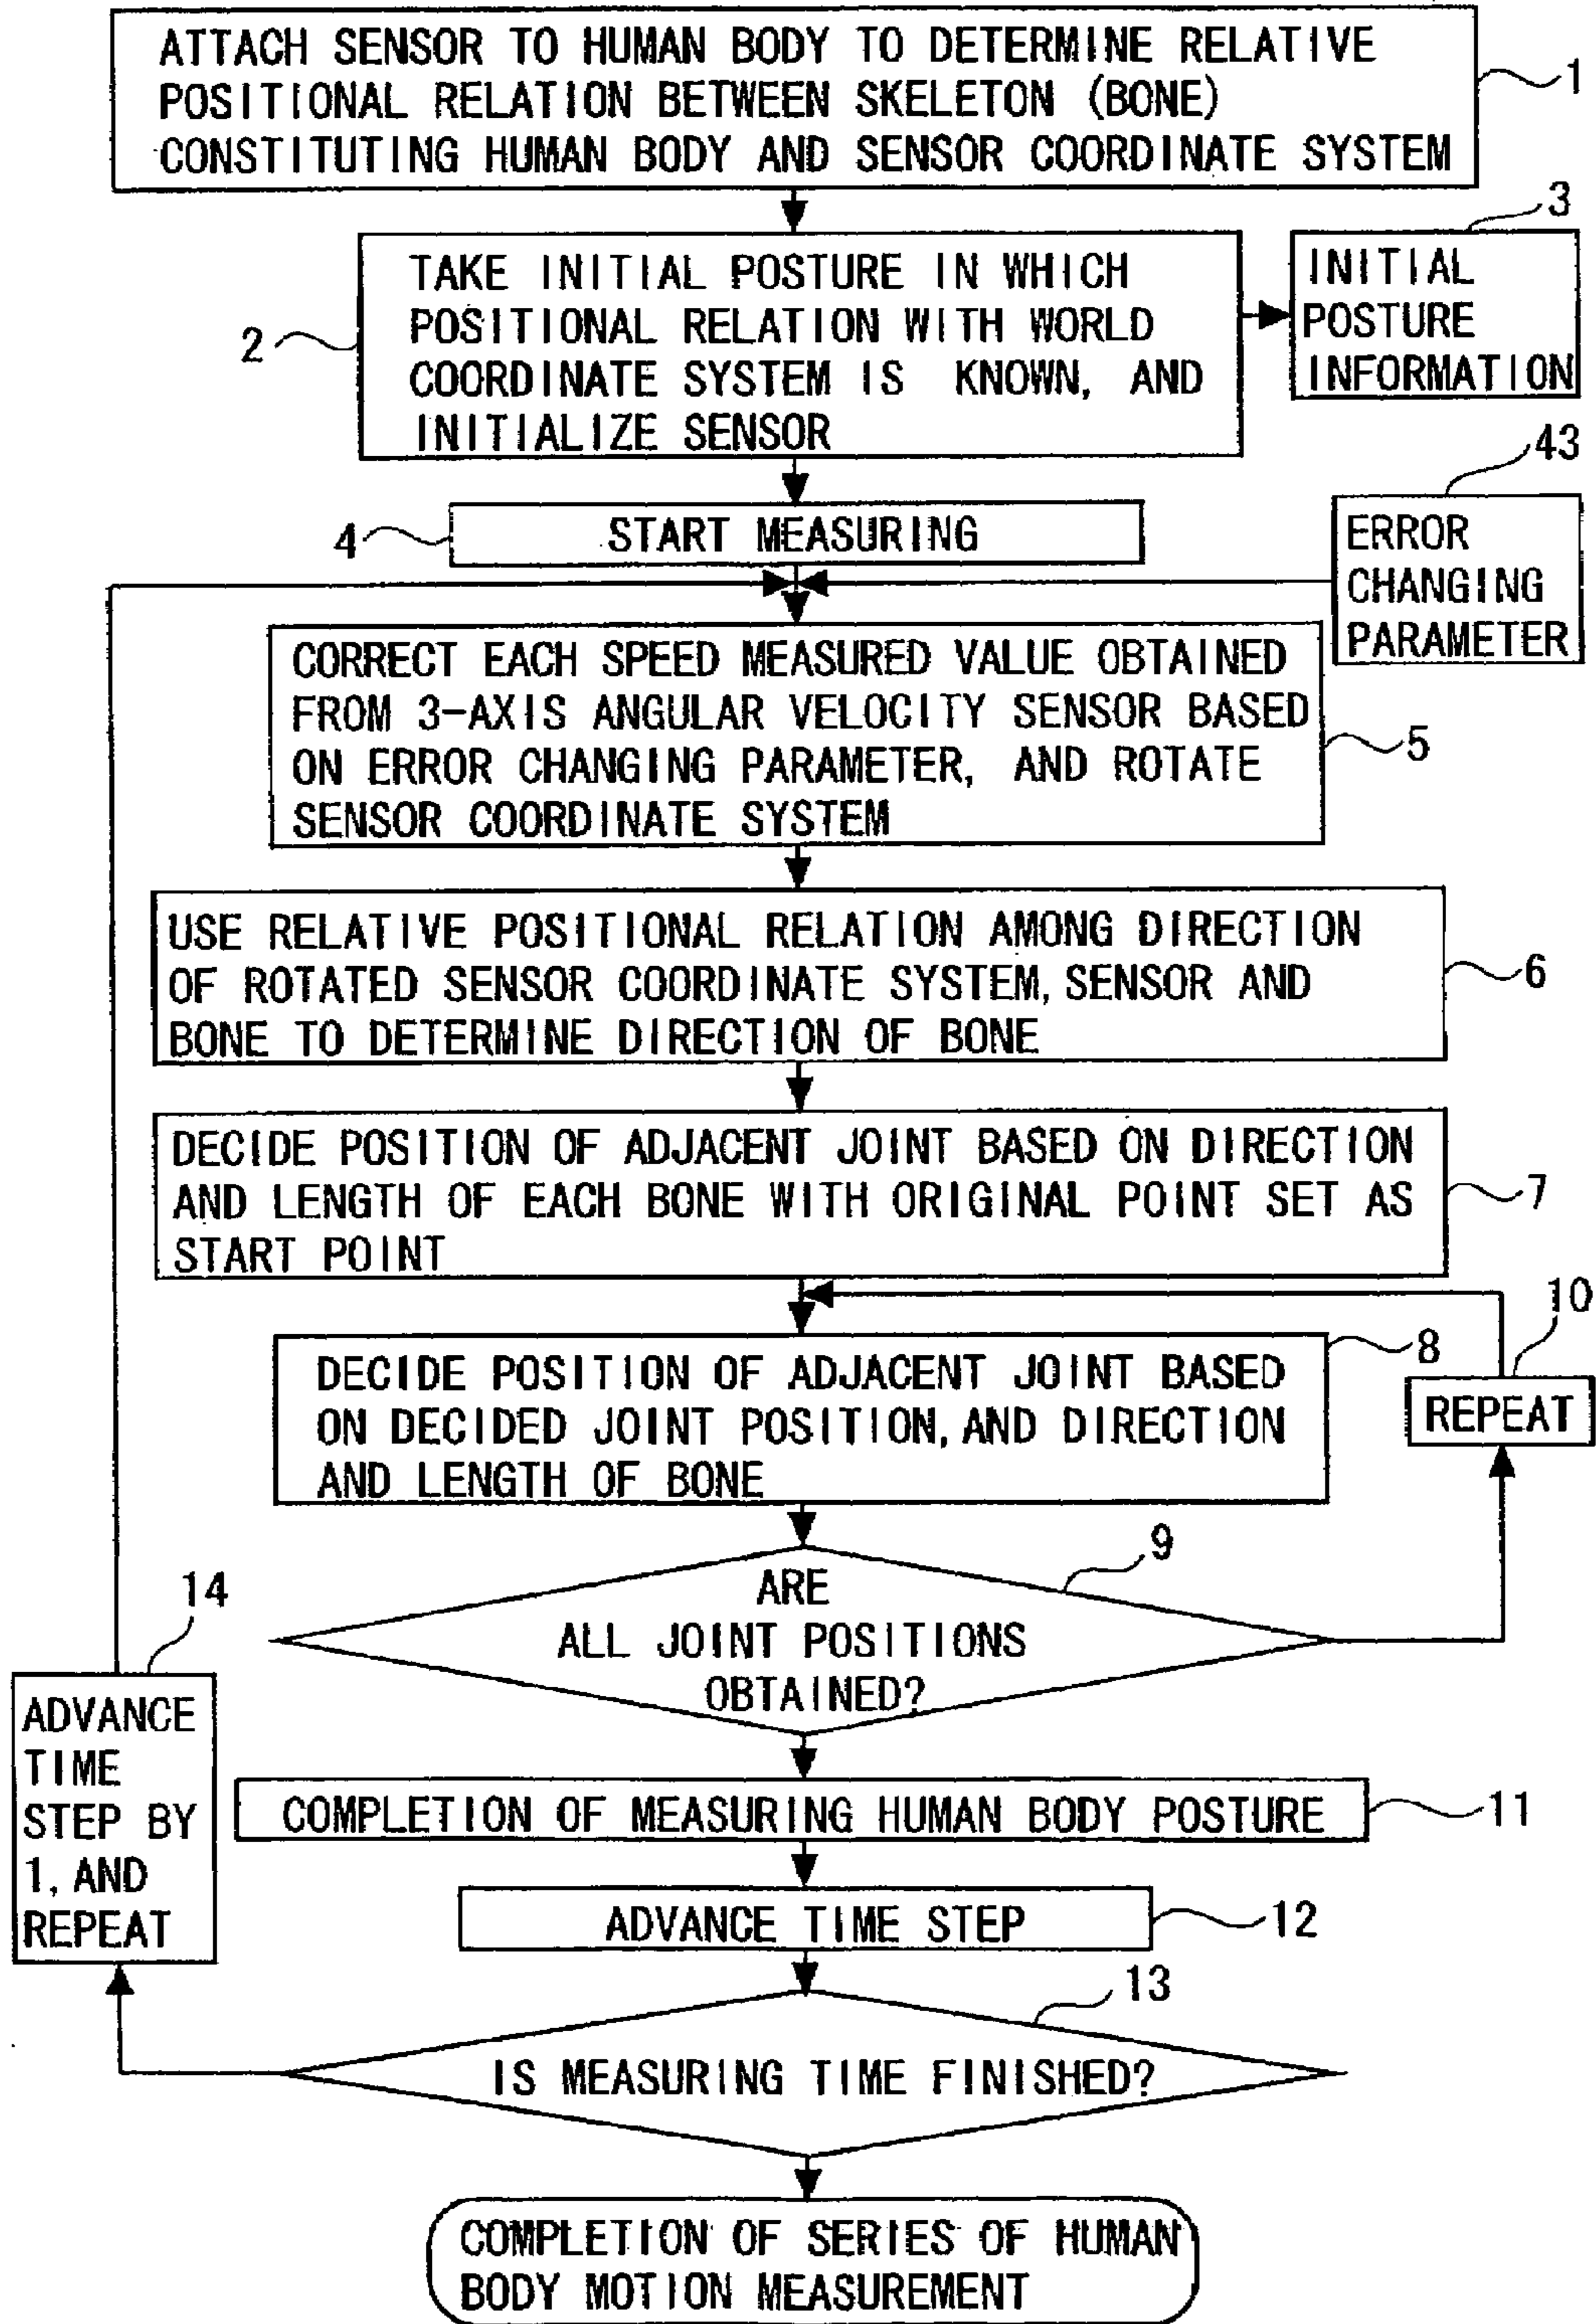 ATTACH SENSOR TO HUMAN BODY TO DETERMINE RELATIVE
POSITIONAL RELATION BETWEEN SKELETON (BONE)
CONSTITUTING HUMAN BODY AND SENSOR COORDINATE SYSTEM
1
TAKE INITIAL POSTURE IN WHICH
POSITIONAL RELATION WITH WORLD
COORDINATE SYSTEM IS KNOWN, AND
INITIALIZE SENSOR
2
3
INITIAL
POSTURE
INFORMATION
4
START MEASURING
43
ERROR
CHANGING
PARAMETER
CORRECT EACH SPEED MEASURED VALUE OBTAINED
FROM 3-AXIS ANGULAR VELOCITY SENSOR BASED
ON ERROR CHANGING PARAMETER, AND ROTATE
SENSOR COORDINATE SYSTEM
5
USE RELATIVE POSITIONAL RELATION AMONG DIRECTION
OF ROTATED SENSOR COORDINATE SYSTEM, SENSOR AND
BONE TO DETERMINE DIRECTION OF BONE
6
DECIDE POSITION OF ADJACENT JOINT BASED ON DIRECTION
AND LENGTH OF EACH BONE WITH ORIGINAL POINT SET AS
START POINT
7
DECIDE POSITION OF ADJACENT JOINT BASED
ON DECIDED JOINT POSITION, AND DIRECTION
AND LENGTH OF BONE
8
10
REPEAT
9
ARE
ALL JOINT POSITIONS
OBTAINED?
14
ADVANCE
TIME
STEP BY
1, AND
REPEAT
COMPLETION OF MEASURING HUMAN BODY POSTURE
11
ADVANCE TIME STEP
12
13
IS MEASURING TIME FINISHED?
COMPLETION OF SERIES OF HUMAN
BODY MOTION MEASUREMENT